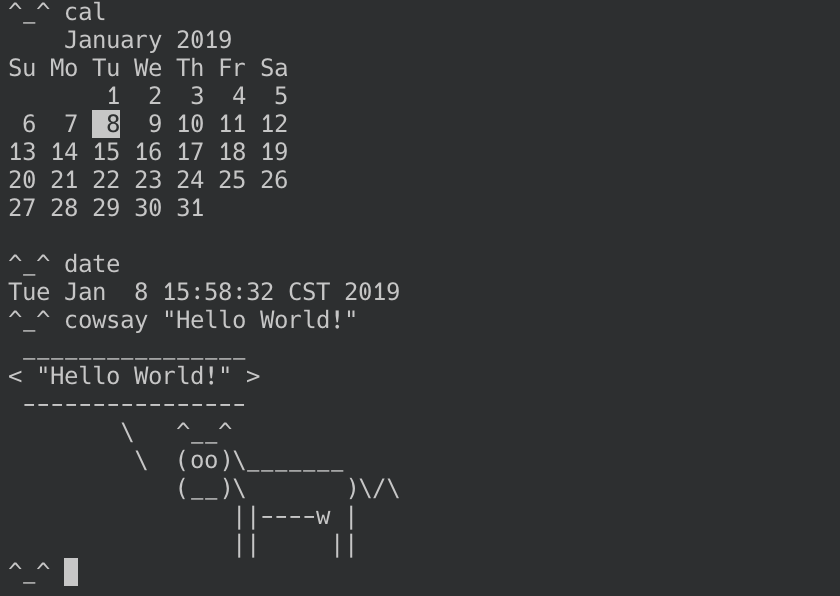 ^_^ cal
    January 2019
Su Mo Tu We Th Fr Sa
       1  2  3  4  5
 6  7  8  9 10 11 12
13 14 15 16 17 18 19
20 21 22 23 24 25 26
27 28 29 30 31

^_^ date
Tue Jan  8 15:58:32 CST 2019
^_^ cowsay "Hello World!"
 ________________
< "Hello World!" >
 ----------------
        \   ^__^
         \  (oo)\_______
            (__)\       )\/\
                ||----w |
                ||     ||
^_^